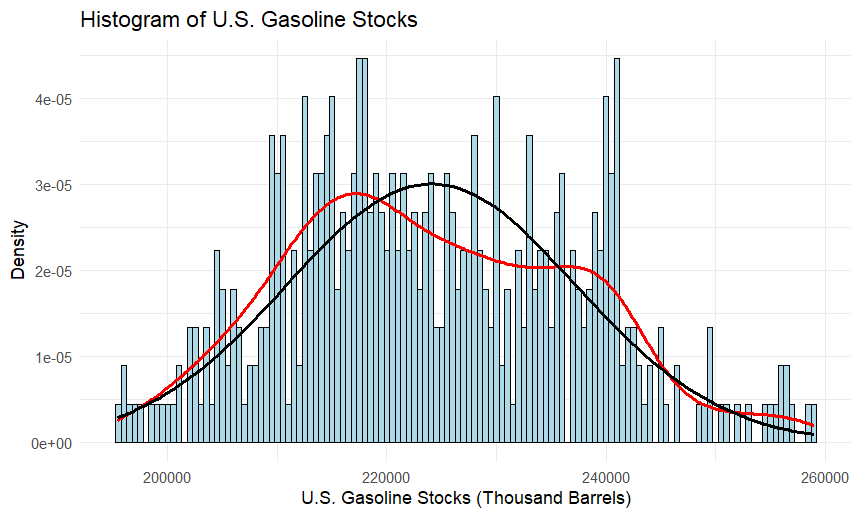 Histogram of U.S. Gasoline Stocks
4e-05
3e-05
2e-05
1e-05
0e+00
Density
200000 220000 240000 260000
U.S. Gasoline Stocks (Thousand Barrels)